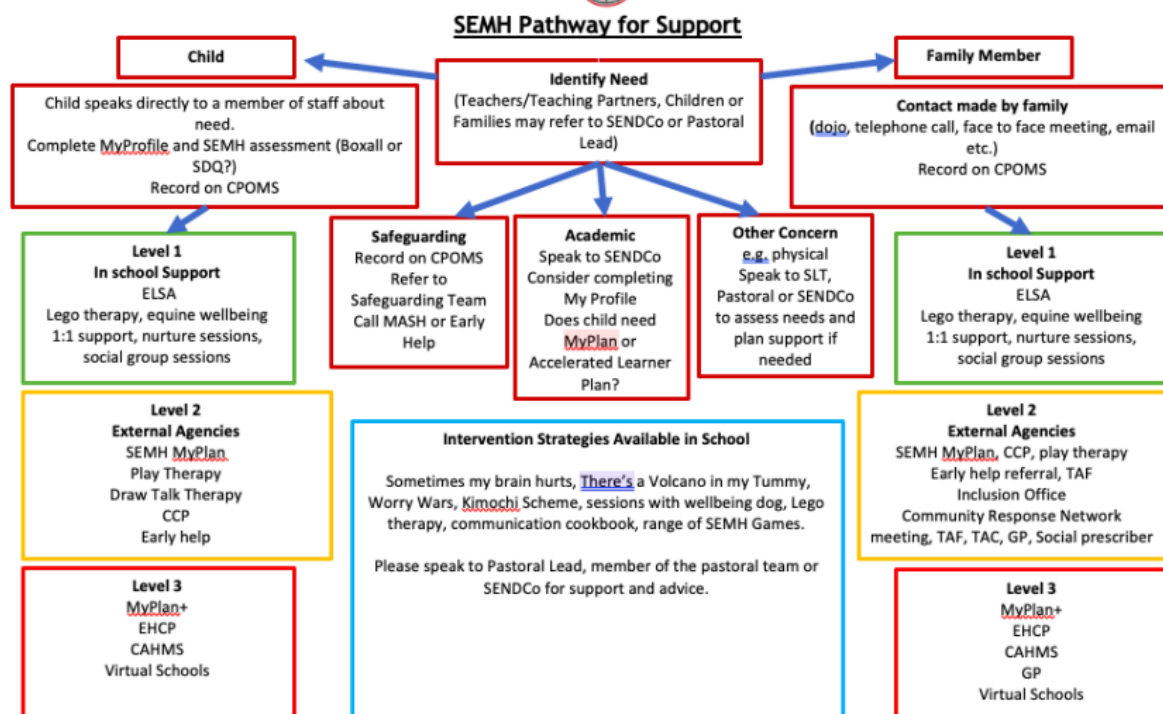 SEMH Pathway for Support
Child
Identify Need
(Teachers/Teaching Partners, Children or
Families may refer to SENDCo or Pastoral
Lead)
Family Member
Child speaks directly to a member of staff about
need.
Complete MyProfile and SEMH assessment (Boxall or
SDQ?)
Record on CPOMS
Contact made by family
(dojo, telephone call, face to face meeting, email
etc.)
Record on CPOMS
Level 1
In school Support
ELSA
Lego therapy, equine wellbeing
1:1 support, nurture sessions,
social group sessions
Safeguarding
Record on CPOMS
Refer to
Safeguarding Team
Call MASH or Early
Help
Academic
Speak to SENDCo
Consider completing
My Profile
Does child need
MyPlan or
Accelerated Learner
Plan?
Other Concern
e.g. physical
Speak to SLT,
Pastoral or SENDCo
to assess needs and
plan support if
needed
Level 1
In school Support
ELSA
Lego therapy, equine wellbeing
1:1 support, nurture sessions,
social group sessions
Level 2
External Agencies
SEMH MyPlan
Play Therapy
Draw Talk Therapy
CCP
Early help
Intervention Strategies Available in School
Sometimes my brain hurts, There's a Volcano in my Tummy,
Worry Wars, Kimochi Scheme, sessions with wellbeing dog, Lego
therapy, communication cookbook, range of SEMH Games.
Please speak to Pastoral Lead, member of the pastoral team or
SENDCo for support and advice.
Level 2
External Agencies
SEMH MyPlan, CCP, play therapy
Early help referral, TAF
Inclusion Office
Community Response Network
meeting, TAF, TAC, GP, Social prescriber
Level 3
MyPlan+
EHCP
CAHMS
Virtual Schools
Level 3
MyPlan+
EHCP
CAHMS
GP
Virtual Schools